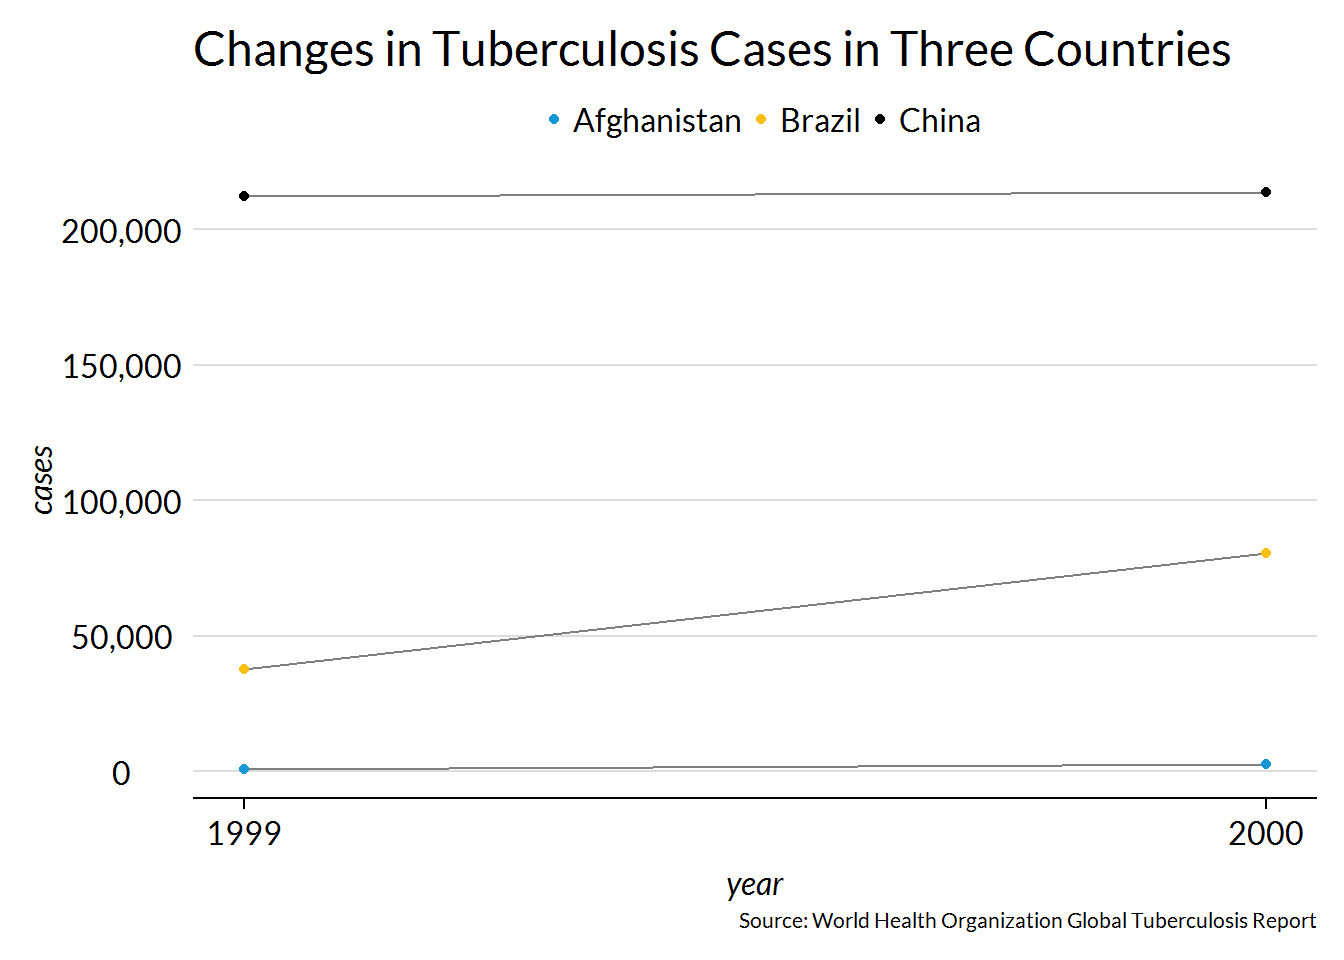 Changes in Tuberculosis Cases in Three Countries
Afghanistan Brazil China
200,000
150,000
100,000
50,000
0
cases
1999 2000
year
Source: World Health Organization Global Tuberculosis Report